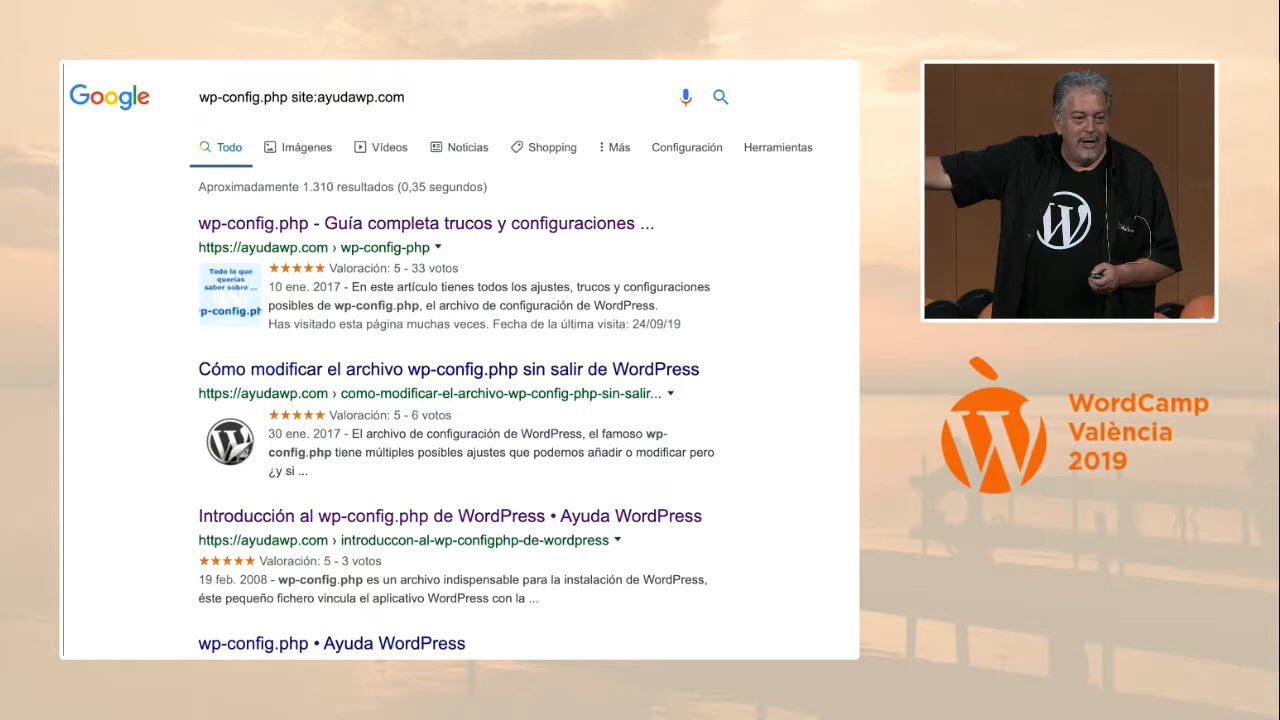 Google
wp-config.php site:ayudawp.com
Todo Imágenes Vídeos Noticias Shopping Más Configuración Herramientas
Aproximadamente 1.310 resultados (0,35 segundos)
wp-config.php - Guía completa trucos y configuraciones ...
https://ayudawp.com › wp-config-php
Todo lo que
querías
saber sobre ...
p-config.ph
Valoración: 5 - 33 votos
10 ene. 2017 - En este artículo tienes todos los ajustes, trucos y configuraciones
posibles de wp-config.php, el archivo de configuración de WordPress.
Has visitado esta página muchas veces. Fecha de la última visita: 24/09/19
Cómo modificar el archivo wp-config.php sin salir de WordPress
https://ayudawp.com › como-modificar-el-archivo-wp-config-php-sin-salir...
Valoración: 5 - 6 votos
30 ene. 2017 - El archivo de configuración de WordPress, el famoso wp-
config.php tiene múltiples posibles ajustes que podemos añadir o modificar pero
¿y si ...
Introducción al wp-config.php de WordPress • Ayuda WordPress
https://ayudawp.com › introduccon-al-wp-configphp-de-wordpress
Valoración: 5 - 3 votos
19 feb. 2008 - wp-config.php es un archivo indispensable para la instalación de WordPress,
éste pequeño fichero vincula el aplicativo WordPress con la ...
wp-config.php • Ayuda WordPress
WordCamp
València
2019